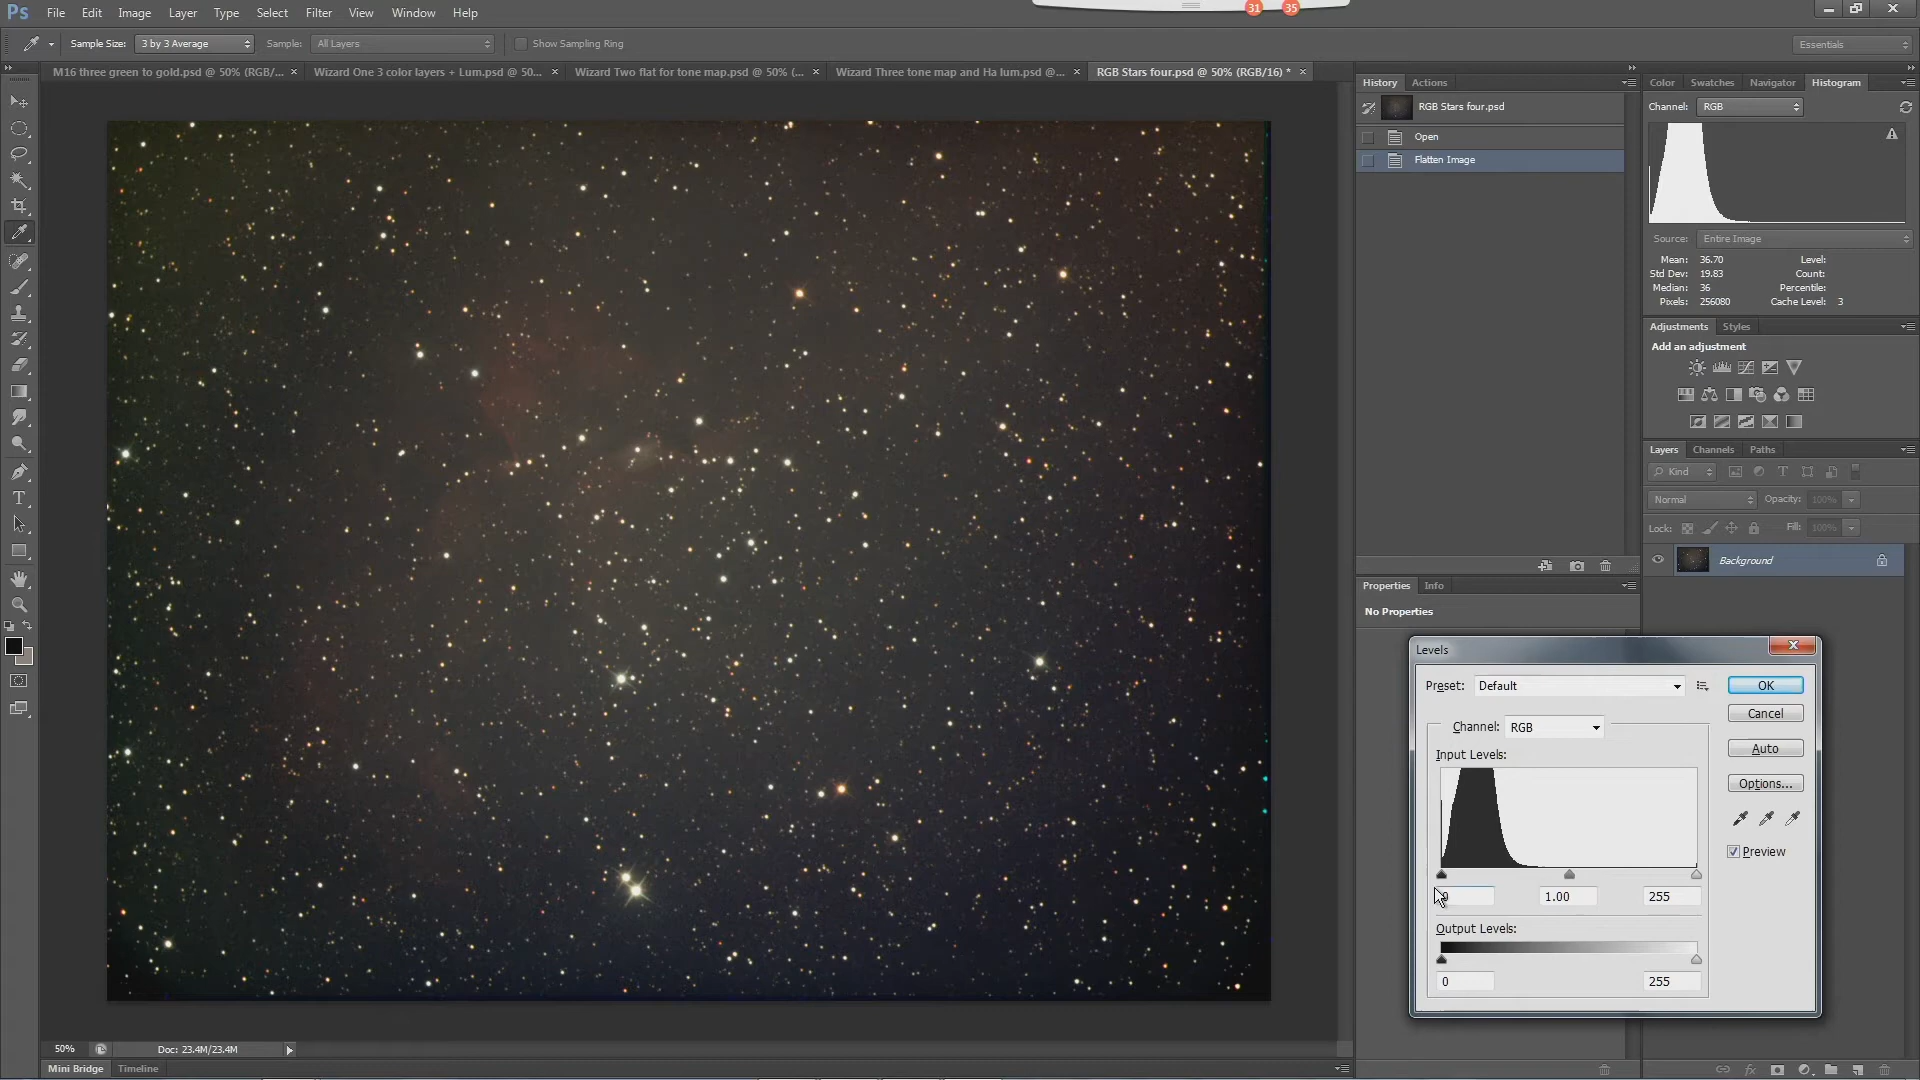 Ps File Edit Image Layer Type Select Filter View Window Help
31 35
Sample Size: 3 by 3 Average Sample: All Layers Show Sampling Ring Essentials
M16 three green to gold.psd @ 50% (RGB/... × Wizard One 3 color layers + Lum.psd @ 50... × Wizard Two flat for tone map.psd @ 50% (... × Wizard Three tone map and Ha lum.psd @... × RGB Stars four.psd @ 50% (RGB/16) * ×
History Actions
RGB Stars four.psd
Open
Flatten Image
Color Swatches Navigator Histogram
Channel: RGB
Source: Entire Image
Mean: 36.70 Level:
Std Dev: 19.83 Count:
Median: 36 Percentile:
Pixels: 256080 Cache Level: 3
Adjustments Styles
Add an adjustment
Layers Channels Paths
Kind
Normal Opacity: 100%
Lock: Fill: 100%
Background
Properties Info
No Properties
Levels
Preset: Default OK
Cancel
Channel: RGB
Auto
Input Levels:
Options...
Preview
0 1.00 255
Output Levels:
0 255
50% Doc: 23.4M/23.4M
Mini Bridge Timeline